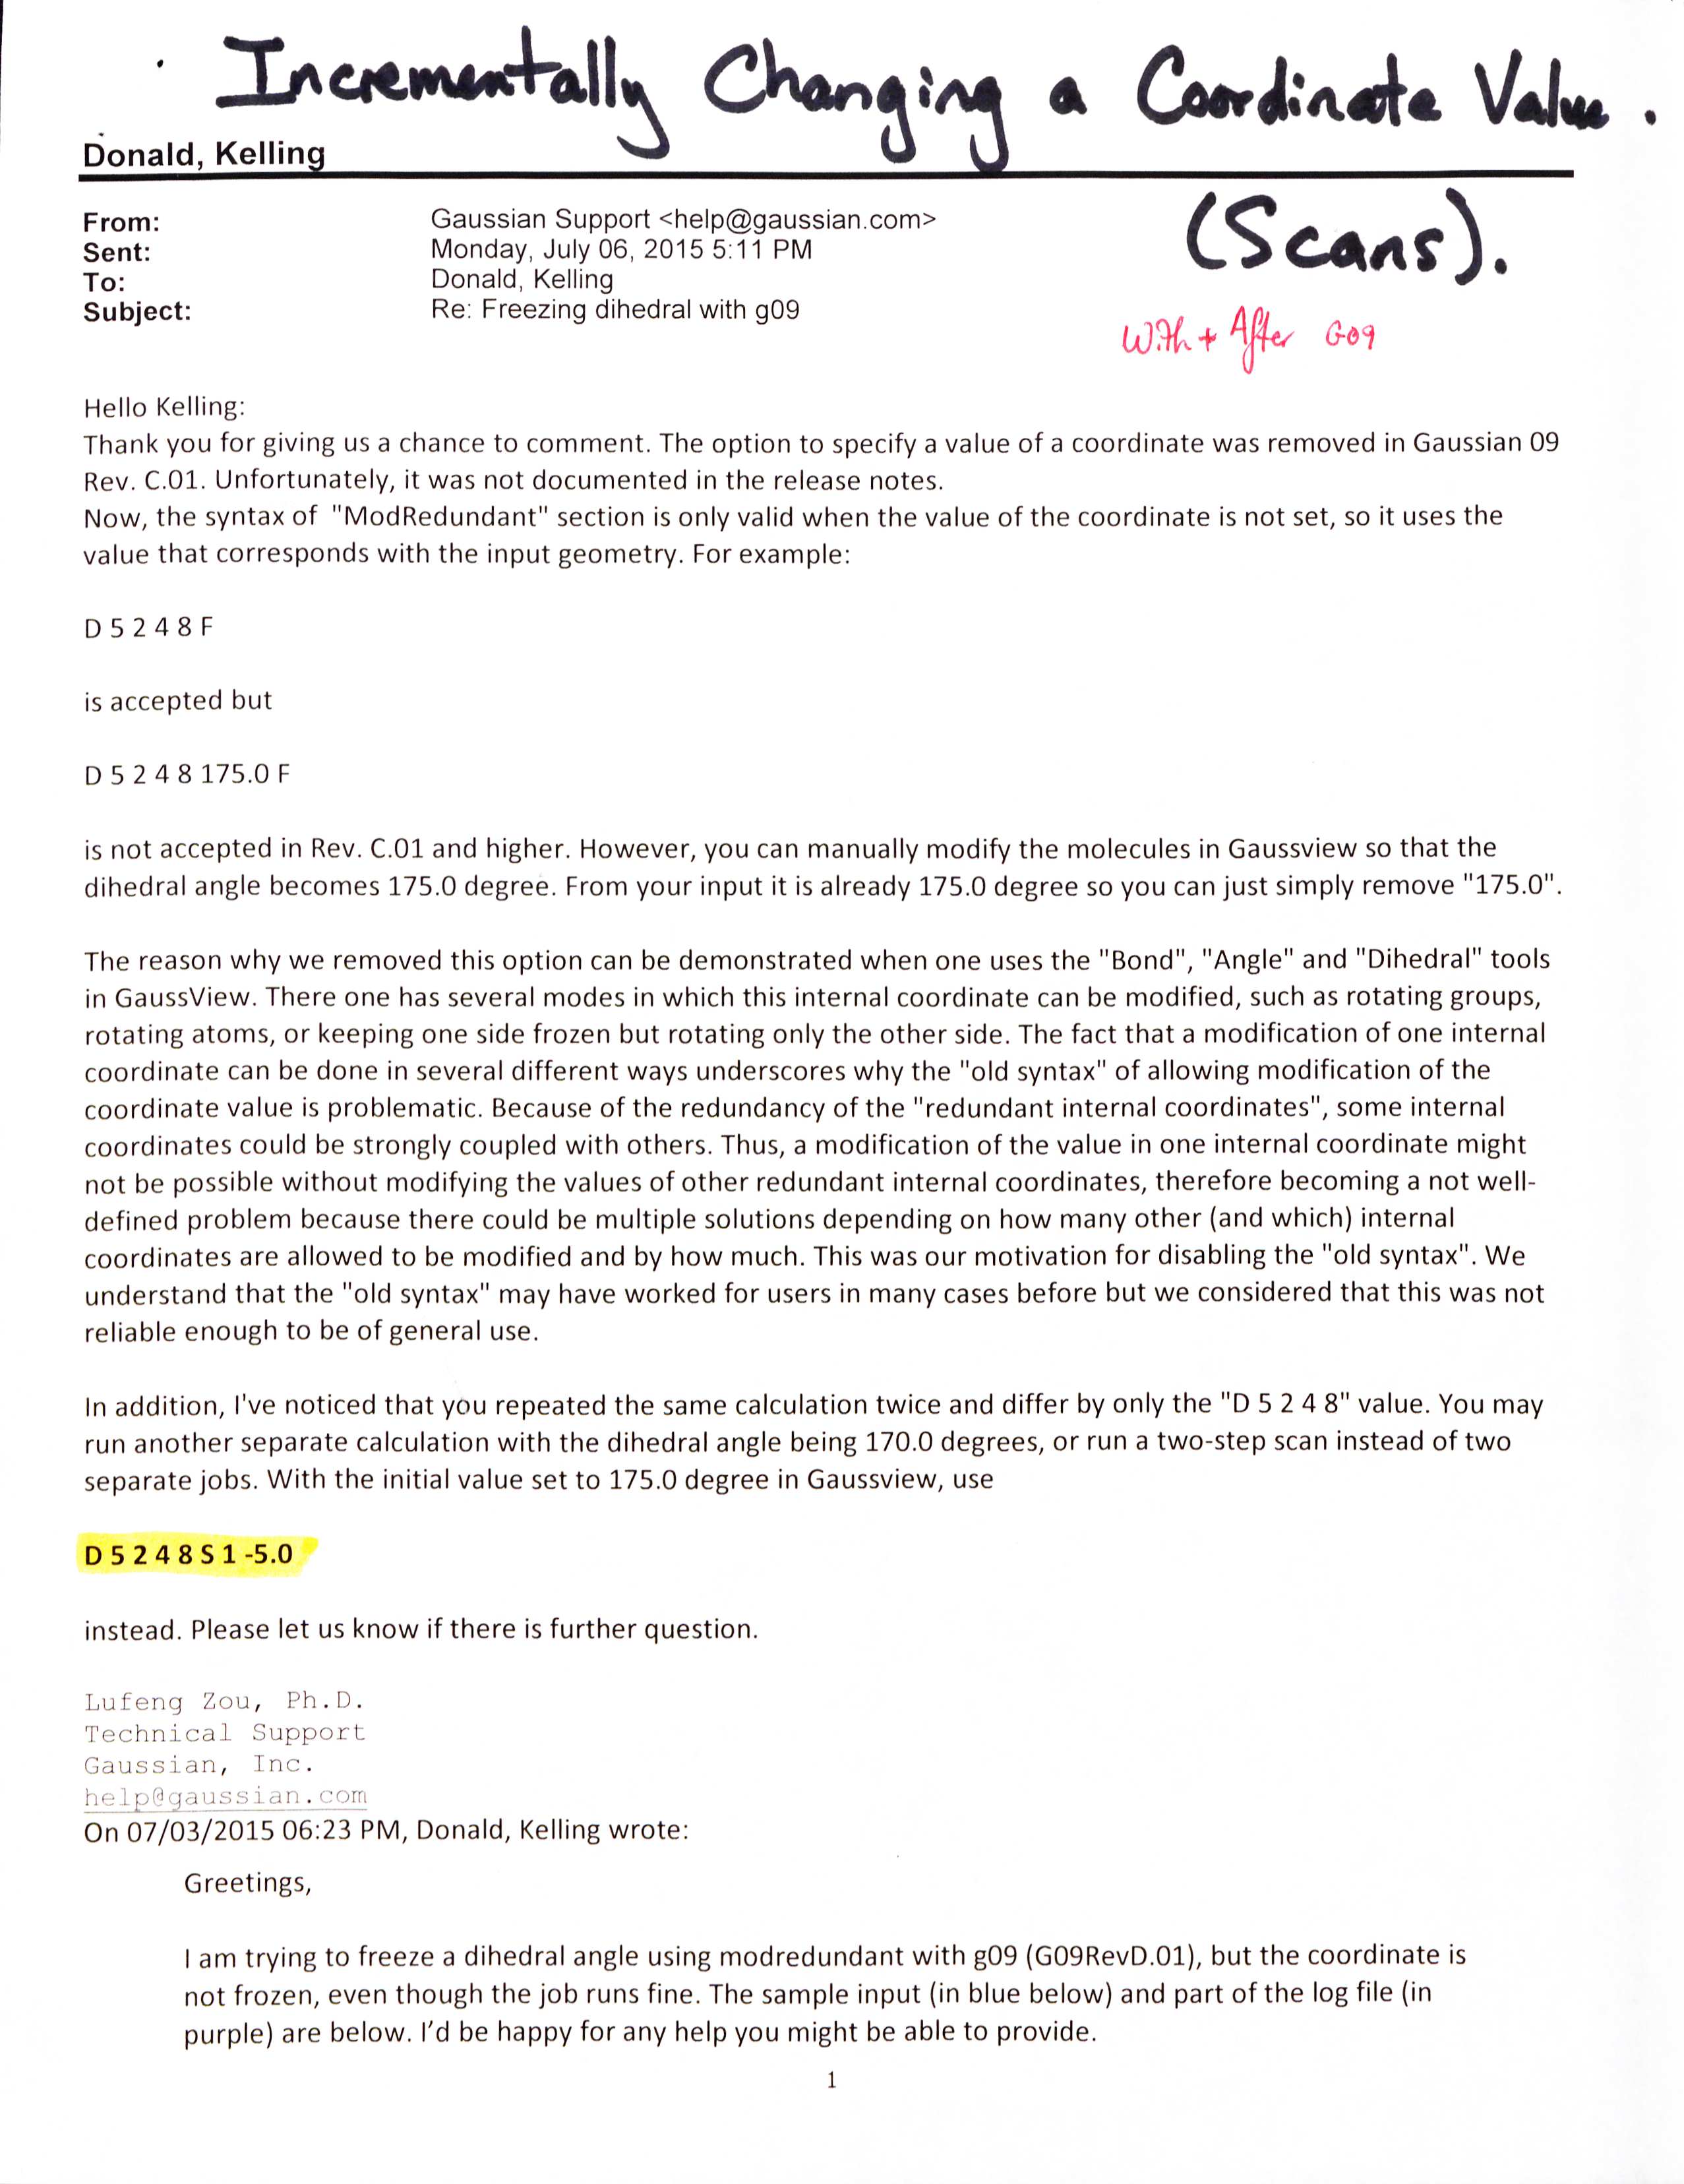 . Incrementally Changing a Coordinate Value.
Donald, Kelling
(Scans).
From: Gaussian Support <help@gaussian.com>
Sent: Monday, July 06, 2015 5:11 PM
To: Donald, Kelling
Subject: Re: Freezing dihedral with g09
With + After G09
Hello Kelling:
Thank you for giving us a chance to comment. The option to specify a value of a coordinate was removed in Gaussian 09
Rev. C.01. Unfortunately, it was not documented in the release notes.
Now, the syntax of "ModRedundant" section is only valid when the value of the coordinate is not set, so it uses the
value that corresponds with the input geometry. For example:
D 5 2 4 8 F
is accepted but
D 5 2 4 8 175.0 F
is not accepted in Rev. C.01 and higher. However, you can manually modify the molecules in Gaussview so that the
dihedral angle becomes 175.0 degree. From your input it is already 175.0 degree so you can just simply remove "175.0".
The reason why we removed this option can be demonstrated when one uses the "Bond", "Angle" and "Dihedral" tools
in GaussView. There one has several modes in which this internal coordinate can be modified, such as rotating groups,
rotating atoms, or keeping one side frozen but rotating only the other side. The fact that a modification of one internal
coordinate can be done in several different ways underscores why the "old syntax" of allowing modification of the
coordinate value is problematic. Because of the redundancy of the "redundant internal coordinates", some internal
coordinates could be strongly coupled with others. Thus, a modification of the value in one internal coordinate might
not be possible without modifying the values of other redundant internal coordinates, therefore becoming a not well-
defined problem because there could be multiple solutions depending on how many other (and which) internal
coordinates are allowed to be modified and by how much. This was our motivation for disabling the "old syntax". We
understand that the "old syntax" may have worked for users in many cases before but we considered that this was not
reliable enough to be of general use.
In addition, I've noticed that you repeated the same calculation twice and differ by only the "D 5 2 4 8" value. You may
run another separate calculation with the dihedral angle being 170.0 degrees, or run a two-step scan instead of two
separate jobs. With the initial value set to 175.0 degree in Gaussview, use
D 5 2 4 8 S 1 -5.0
instead. Please let us know if there is further question.
Lufeng Zou, Ph.D.
Technical Support
Gaussian, Inc.
help@gaussian.com
On 07/03/2015 06:23 PM, Donald, Kelling wrote:
Greetings,
I am trying to freeze a dihedral angle using modredundant with g09 (G09RevD.01), but the coordinate is
not frozen, even though the job runs fine. The sample input (in blue below) and part of the log file (in
purple) are below. I'd be happy for any help you might be able to provide.
1